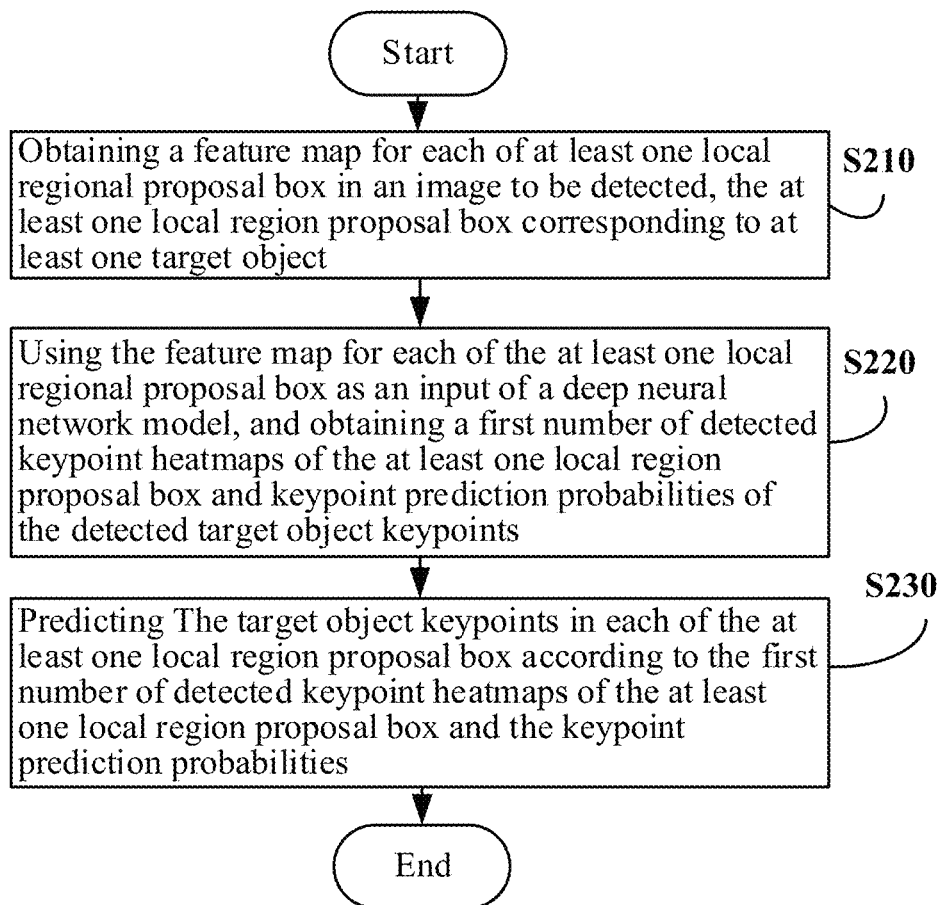 Start
Obtaining a feature map for each of at least one local
regional proposal box in an image to be detected, the at
least one local region proposal box corresponding to at
least one target object
S210
Using the feature map for each of the at least one local
regional proposal box as an input of a deep neural
network model, and obtaining a first number of detected
keypoint heatmaps of the at least one local region
proposal box and keypoint prediction probabilities of
the detected target object keypoints
S220
Predicting The target object keypoints in each of the at
least one local region proposal box according to the first
number of detected keypoint heatmaps of the at least
one local region proposal box and the keypoint
prediction probabilities
S230
End